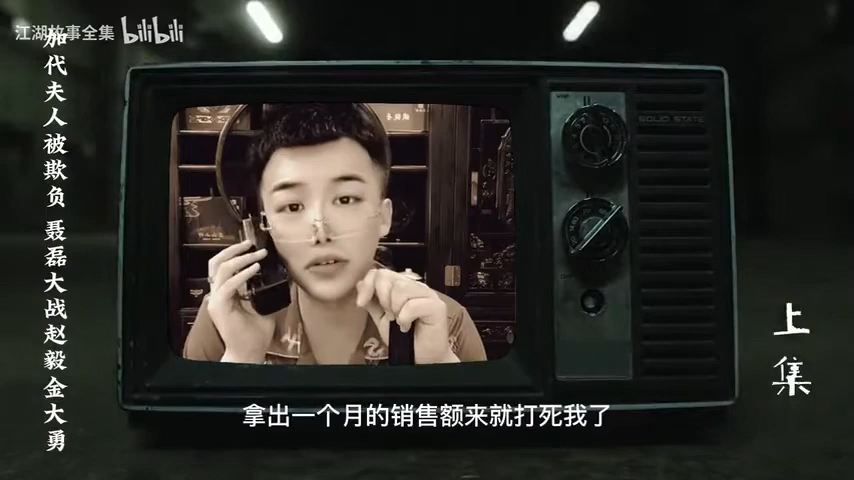 江湖故事全集 bilibili
加代夫人被欺负 聂磊大战赵毅金大勇
SOLID STATE
上集
拿出一个月的销售额来就打死我了